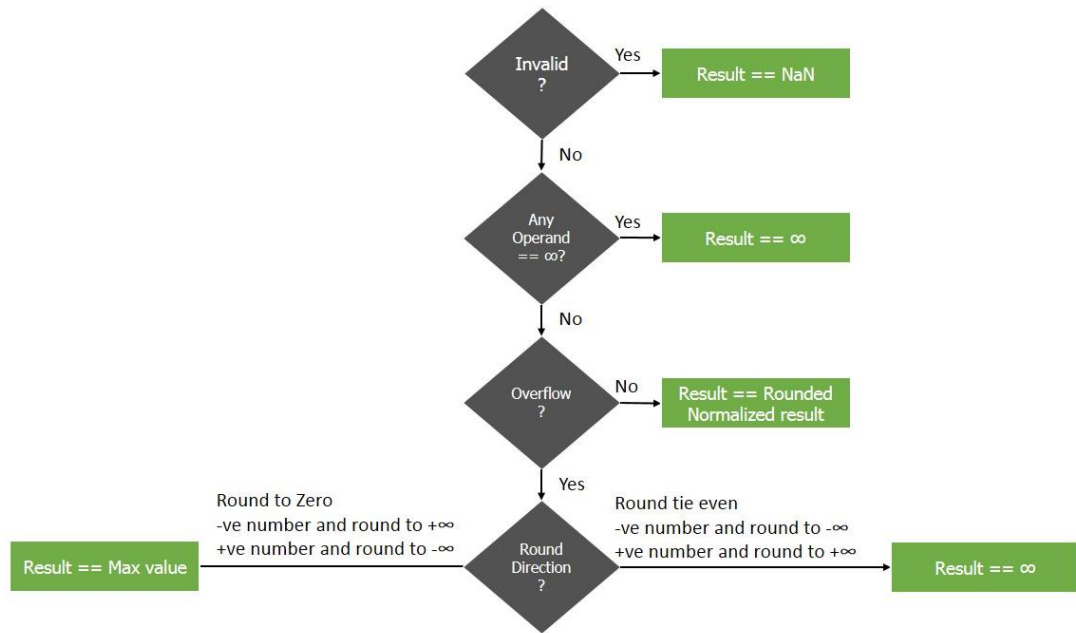 Invalid
?
Yes
Result == NaN
No
Any
Operand
== ∞?
Yes
Result == ∞
No
Overflow
?
No
Result == Rounded
Normalized result
Yes
Round to Zero
-ve number and round to +∞
+ve number and round to -∞
Round tie even
-ve number and round to -∞
+ve number and round to +∞
Result == Max value
Round
Direction
?
Result == ∞